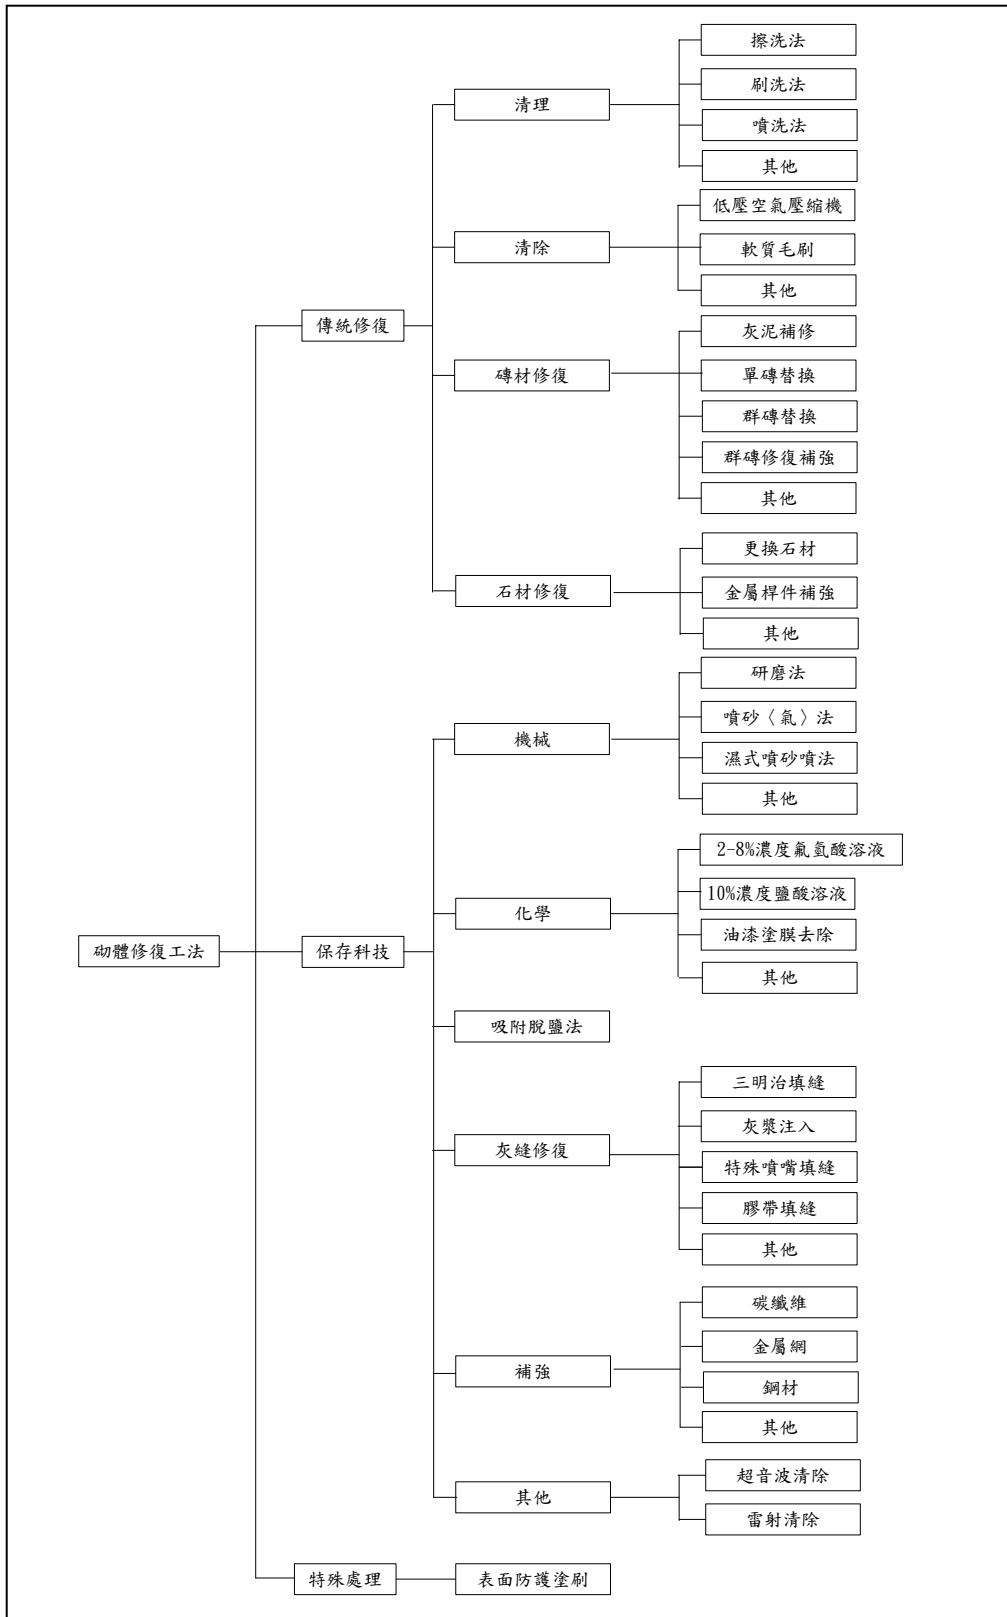 砌體修復工法
傳統修復
清理
擦洗法
刷洗法
噴洗法
其他
清除
低壓空氣壓縮機
軟質毛刷
其他
磚材修復
灰泥補修
單磚替換
群磚替換
群磚修復補強
其他
石材修復
更換石材
金屬桿件補強
其他
保存科技
機械
研磨法
噴砂〈氣〉法
濕式噴砂噴法
其他
化學
2-8%濃度氟氫酸溶液
10%濃度鹽酸溶液
油漆塗膜去除
其他
吸附脫鹽法
灰縫修復
三明治填縫
灰漿注入
特殊噴嘴填縫
膠帶填縫
其他
補強
碳纖維
金屬網
鋼材
其他
其他
超音波清除
雷射清除
特殊處理
表面防護塗刷